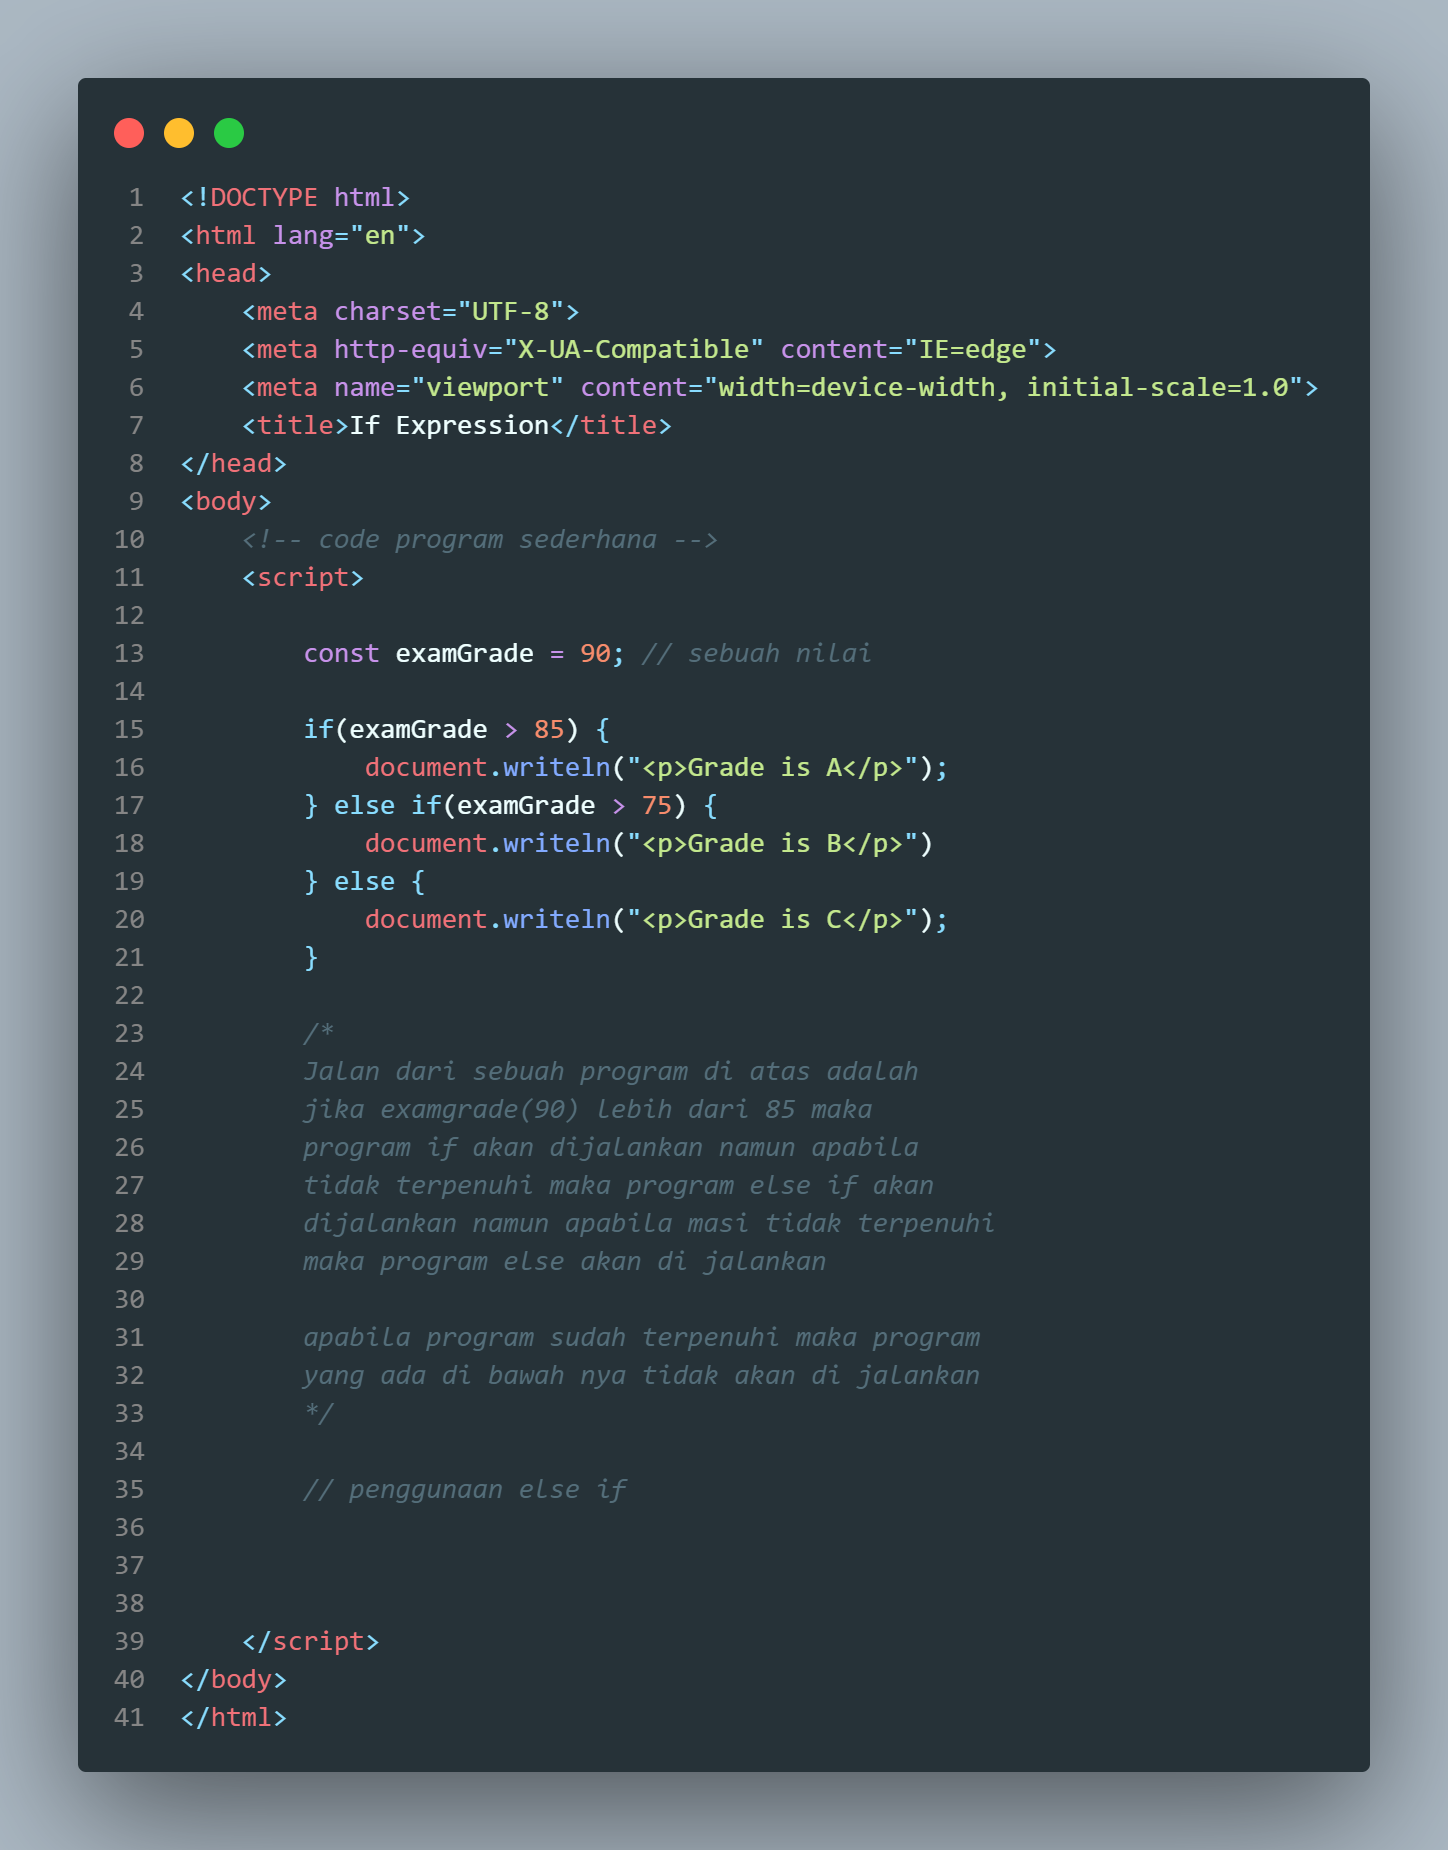 1 <!DOCTYPE html>
2 <html lang="en">
3 <head>
4     <meta charset="UTF-8">
5     <meta http-equiv="X-UA-Compatible" content="IE=edge">
6     <meta name="viewport" content="width=device-width, initial-scale=1.0">
7     <title>If Expression</title>
8 </head>
9 <body>
10     <!-- code program sederhana -->
11     <script>
12
13         const examGrade = 90; // sebuah nilai
14
15         if(examGrade > 85) {
16             document.writeln("<p>Grade is A</p>");
17         } else if(examGrade > 75) {
18             document.writeln("<p>Grade is B</p>")
19         } else {
20             document.writeln("<p>Grade is C</p>");
21         }
22
23         /*
24         Jalan dari sebuah program di atas adalah
25         jika examgrade(90) lebih dari 85 maka
26         program if akan dijalankan namun apabila
27         tidak terpenuhi maka program else if akan
28         dijalankan namun apabila masi tidak terpenuhi
29         maka program else akan di jalankan
30
31         apabila program sudah terpenuhi maka program
32         yang ada di bawah nya tidak akan di jalankan
33         */
34
35         // penggunaan else if
36
37
38
39     </script>
40 </body>
41 </html>